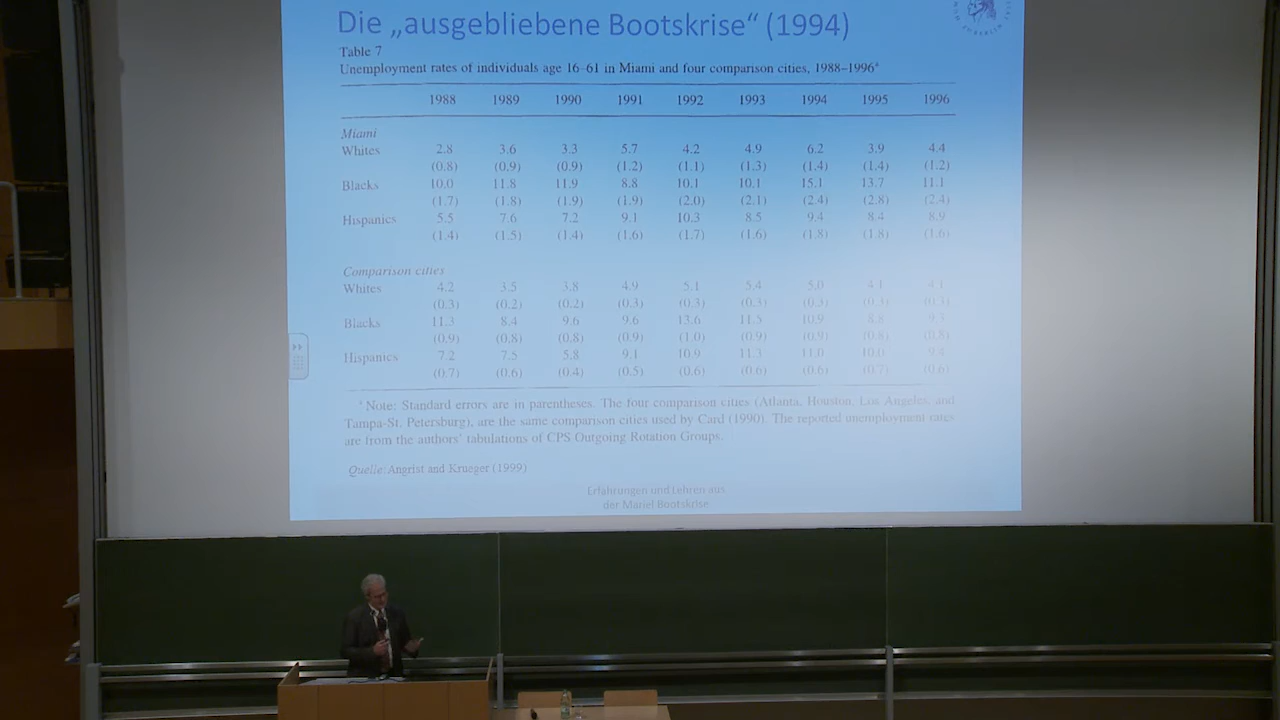 Die „ausgebliebene Bootskrise“ (1994)
Table 7
Unemployment rates of individuals age 16–61 in Miami and four comparison cities, 1988–1996ᵃ
1988 1989 1990 1991 1992 1993 1994 1995 1996
Miami
Whites 2.8 3.6 3.3 5.7 4.2 4.9 6.2 3.9 4.4
(0.8) (0.9) (0.9) (1.2) (1.1) (1.3) (1.4) (1.4) (1.2)
Blacks 10.0 11.8 11.9 8.8 10.1 10.1 15.1 13.7 11.1
(1.7) (1.8) (1.9) (1.9) (2.0) (2.1) (2.4) (2.8) (2.4)
Hispanics 5.5 7.6 7.2 9.1 10.3 8.5 9.4 8.4 8.9
(1.4) (1.5) (1.4) (1.6) (1.7) (1.6) (1.8) (1.8) (1.6)
Comparison cities
Whites 4.2 3.5 3.8 4.9 5.1 5.4 5.0 4.1 4.1
(0.3) (0.2) (0.2) (0.3) (0.3) (0.3) (0.3) (0.3) (0.3)
Blacks 11.3 8.4 9.6 9.6 13.6 11.5 10.9 8.8 9.3
(0.9) (0.8) (0.8) (0.9) (1.0) (0.9) (0.9) (0.8) (0.8)
Hispanics 7.2 7.5 5.8 9.1 10.9 11.3 11.0 10.0 9.4
(0.7) (0.6) (0.4) (0.5) (0.6) (0.6) (0.6) (0.7) (0.6)
ᵃ Note: Standard errors are in parentheses. The four comparison cities (Atlanta, Houston, Los Angeles, and
Tampa-St. Petersburg), are the same comparison cities used by Card (1990). The reported unemployment rates
are from the authors' tabulations of CPS Outgoing Rotation Groups.
Quelle: Angrist and Krueger (1999)
Erfahrungen und Lehren aus
der Mariel Bootskrise